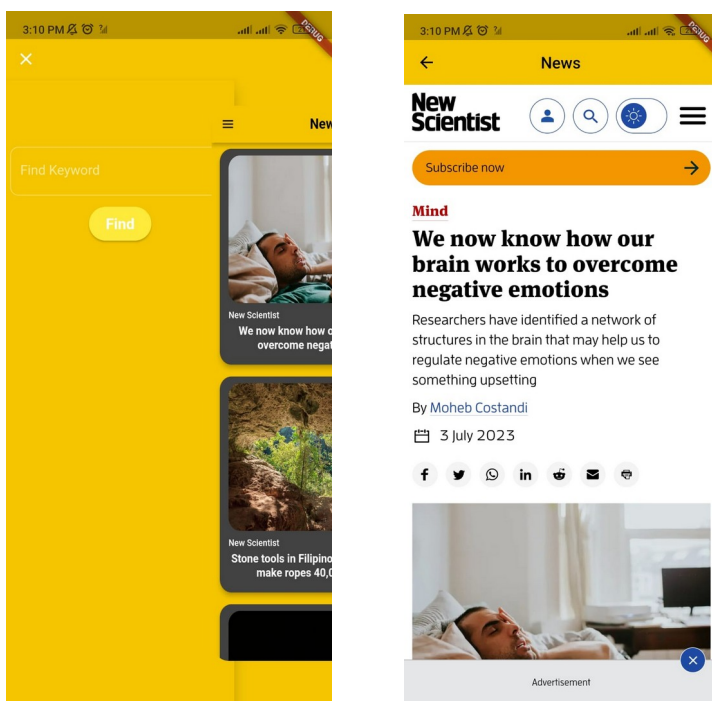 3:10 PM
DEBUG
New
Find Keyword
Find
New Scientist
We now know how o
overcome negat
New Scientist
Stone tools in Filipino
make ropes 40,0
3:10 PM
DEBUG
News
New
Scientist
Subscribe now
Mind
We now know how our
brain works to overcome
negative emotions
Researchers have identified a network of
structures in the brain that may help us to
regulate negative emotions when we see
something upsetting
By Moheb Costandi
3 July 2023
Advertisement